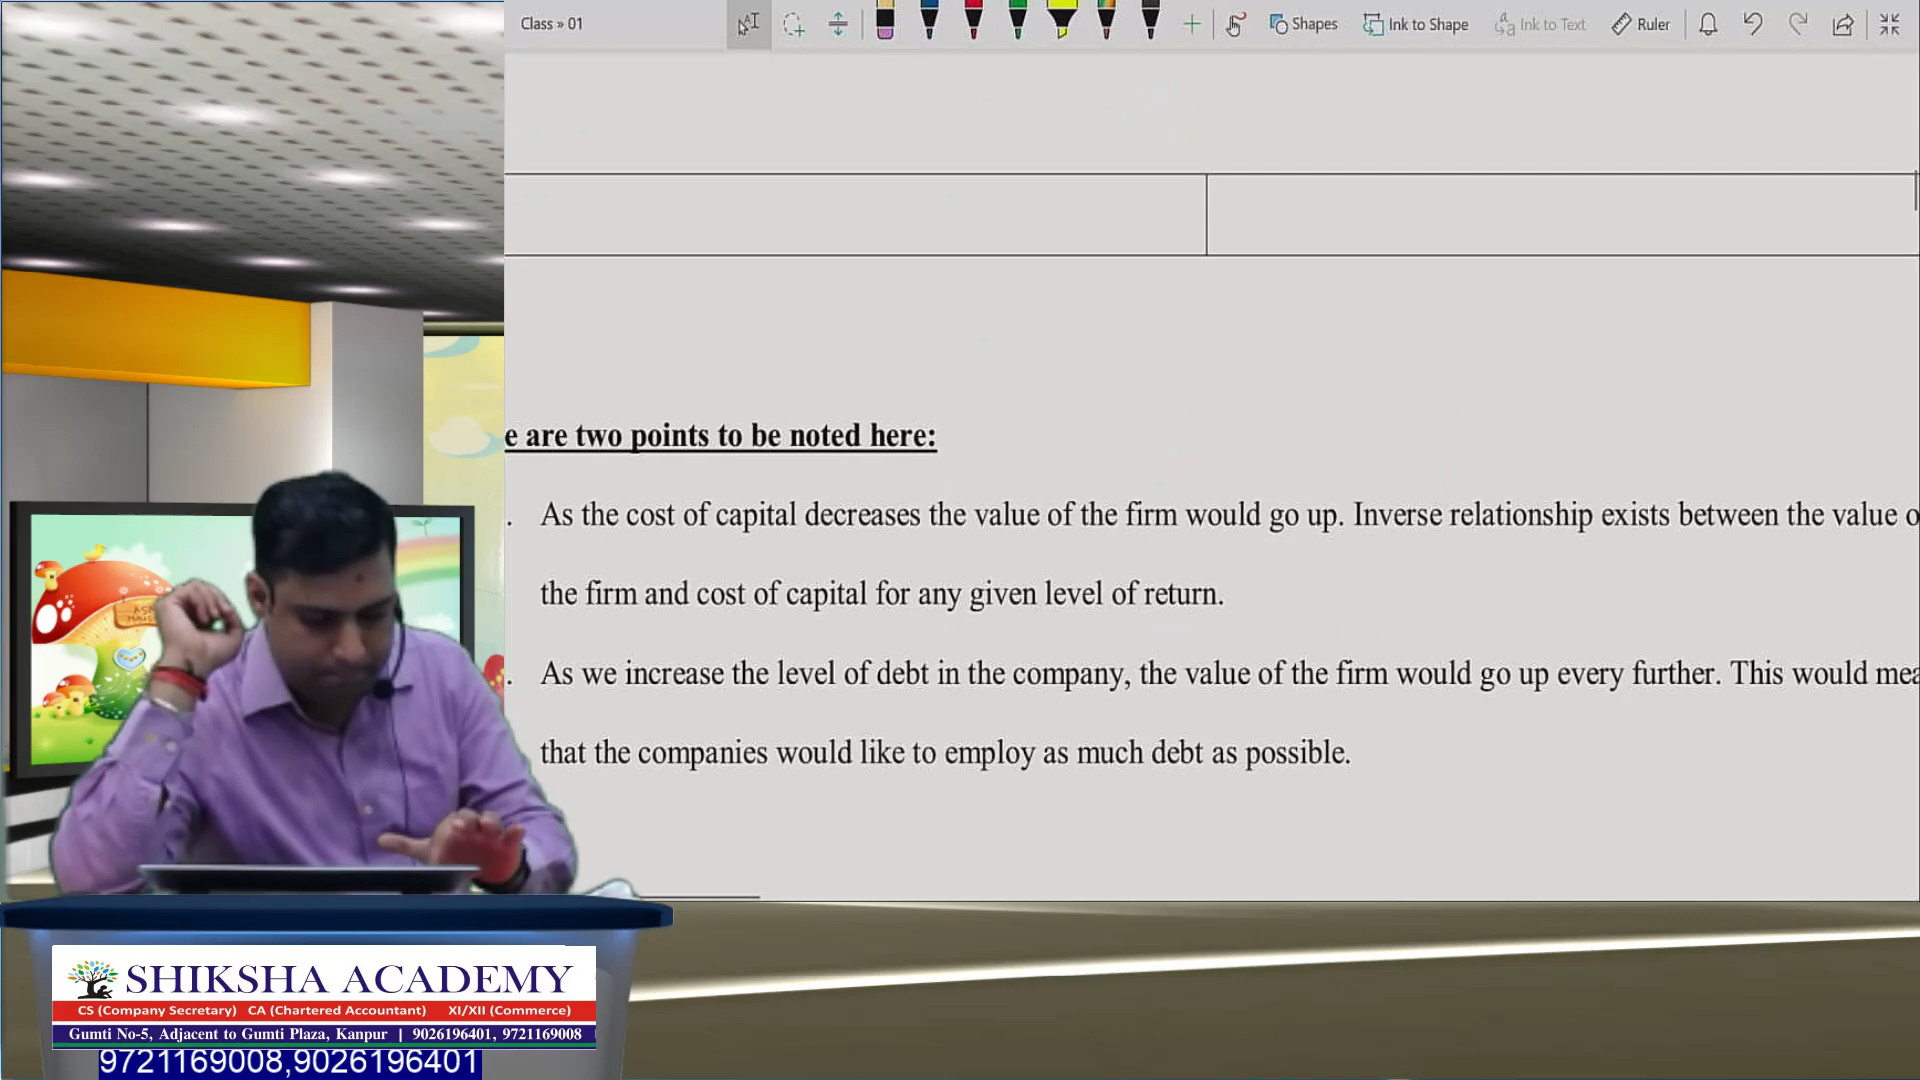 Class » 01
Shapes
Ink to Shape
Ink to Text
Ruler
e are two points to be noted here:
. As the cost of capital decreases the value of the firm would go up. Inverse relationship exists between the value o
the firm and cost of capital for any given level of return.
. As we increase the level of debt in the company, the value of the firm would go up every further. This would mea
that the companies would like to employ as much debt as possible.
SHIKSHA ACADEMY
CS (Company Secretary) CA (Chartered Accountant) XI/XII (Commerce)
Gumti No-5, Adjacent to Gumti Plaza, Kanpur | 9026196401, 9721169008
9721169008,9026196401